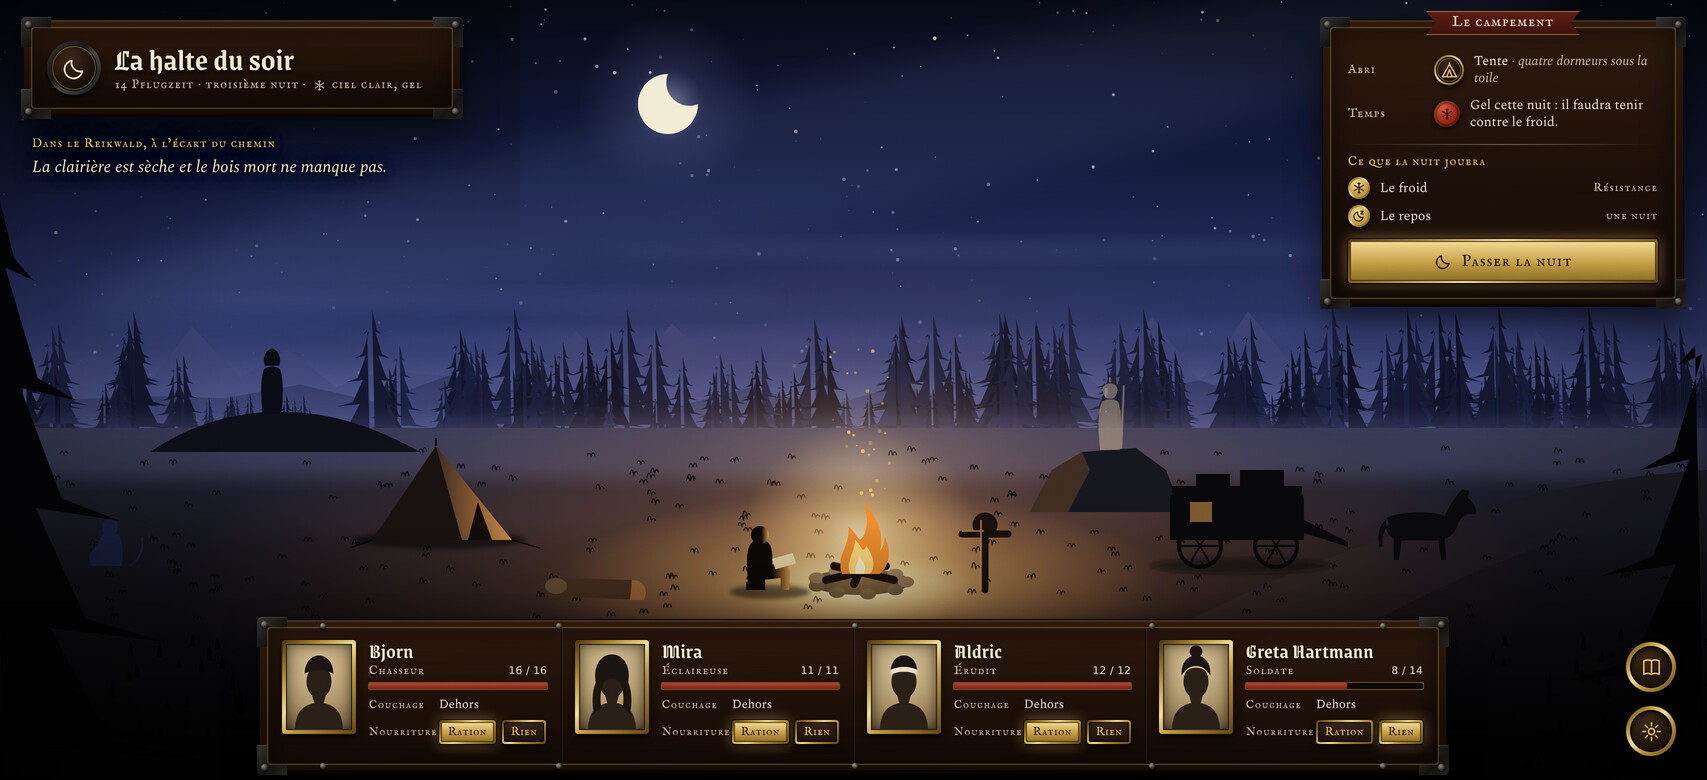 La halte du soir
14 Pflugzeit · troisième nuit · ciel clair, gel
Dans le Reikwald, à l'écart du chemin
La clairière est sèche et le bois mort ne manque pas.
Le campement
Abri
Tente · quatre dormeurs sous la
toile
Temps
Gel cette nuit : il faudra tenir
contre le froid.
Ce que la nuit jouera
Le froid Résistance
Le repos une nuit
Passer la nuit
Bjorn
Chasseur 16 / 16
Couchage Dehors
Nourriture Ration Rien
Mira
Éclaireuse 11 / 11
Couchage Dehors
Nourriture Ration Rien
Aldric
Érudit 12 / 12
Couchage Dehors
Nourriture Ration Rien
Greta Hartmann
Soldate 8 / 14
Couchage Dehors
Nourriture Ration Rien